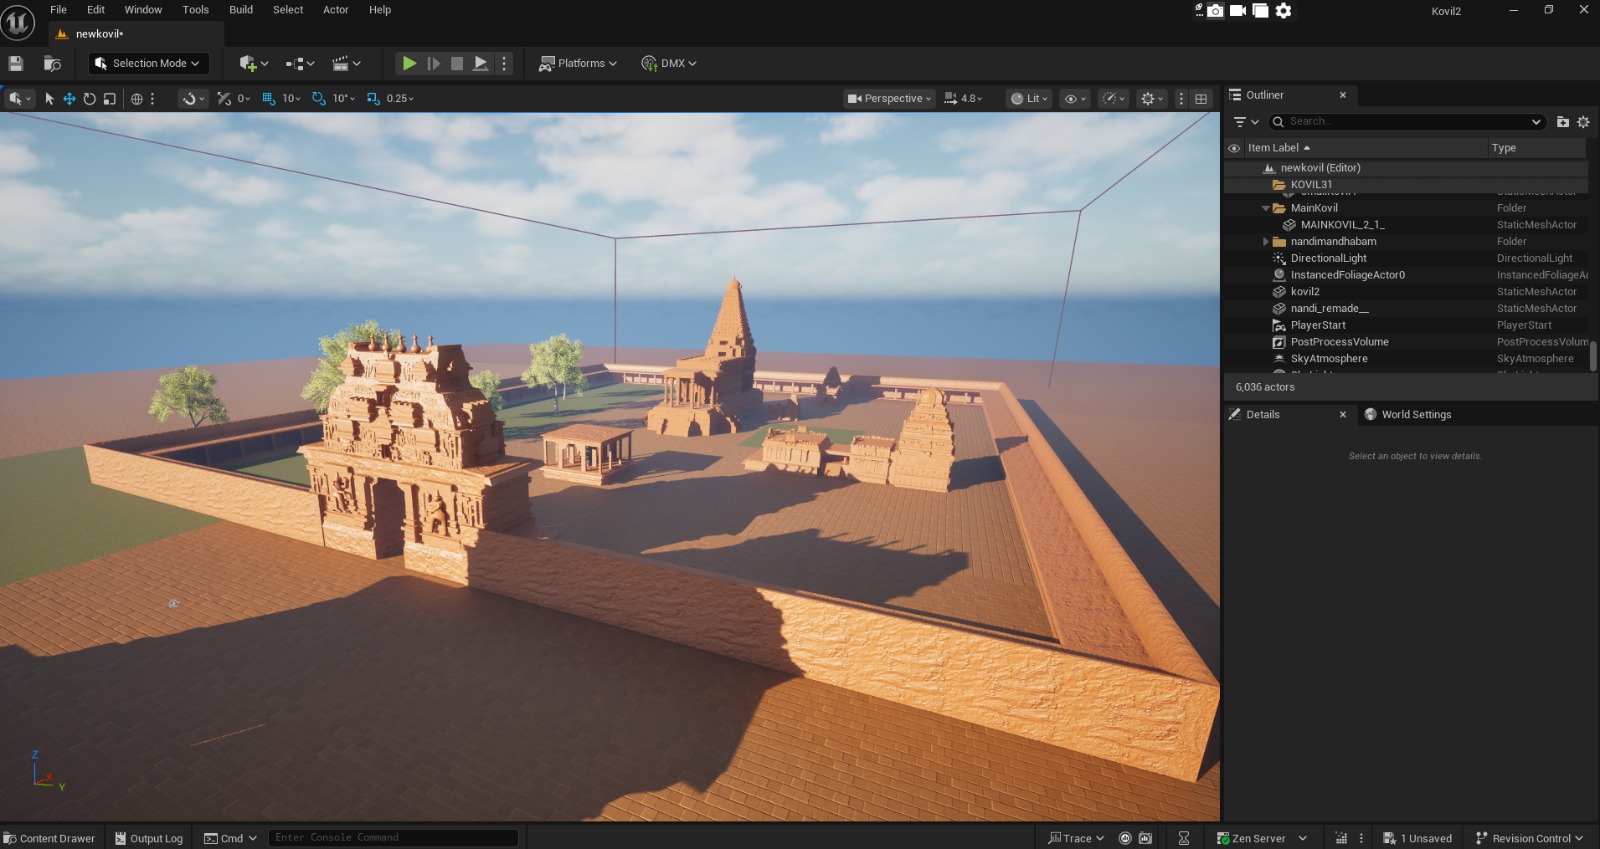 File Edit Window Tools Build Select Actor Help
Kovil2
newkovil•
Selection Mode
Platforms
DMX
0
10
10°
0.25
Perspective
4.8
Lit
Outliner
Search...
Item Label Type
newkovil (Editor)
KOVIL31
MainKovil Folder
MAINKOVIL_2_1_ StaticMeshActor
nandimandhabam Folder
DirectionalLight DirectionalLight
InstancedFoliageActor0 InstancedFoliageAc
kovil2 StaticMeshActor
nandi_remade__ StaticMeshActor
PlayerStart PlayerStart
PostProcessVolume PostProcessVolum
SkyAtmosphere SkyAtmosphere
6,036 actors
Details
World Settings
Select an object to view details.
Z
X
Y
Content Drawer
Output Log
Cmd
Enter Console Command
Trace
Zen Server
1 Unsaved
Revision Control